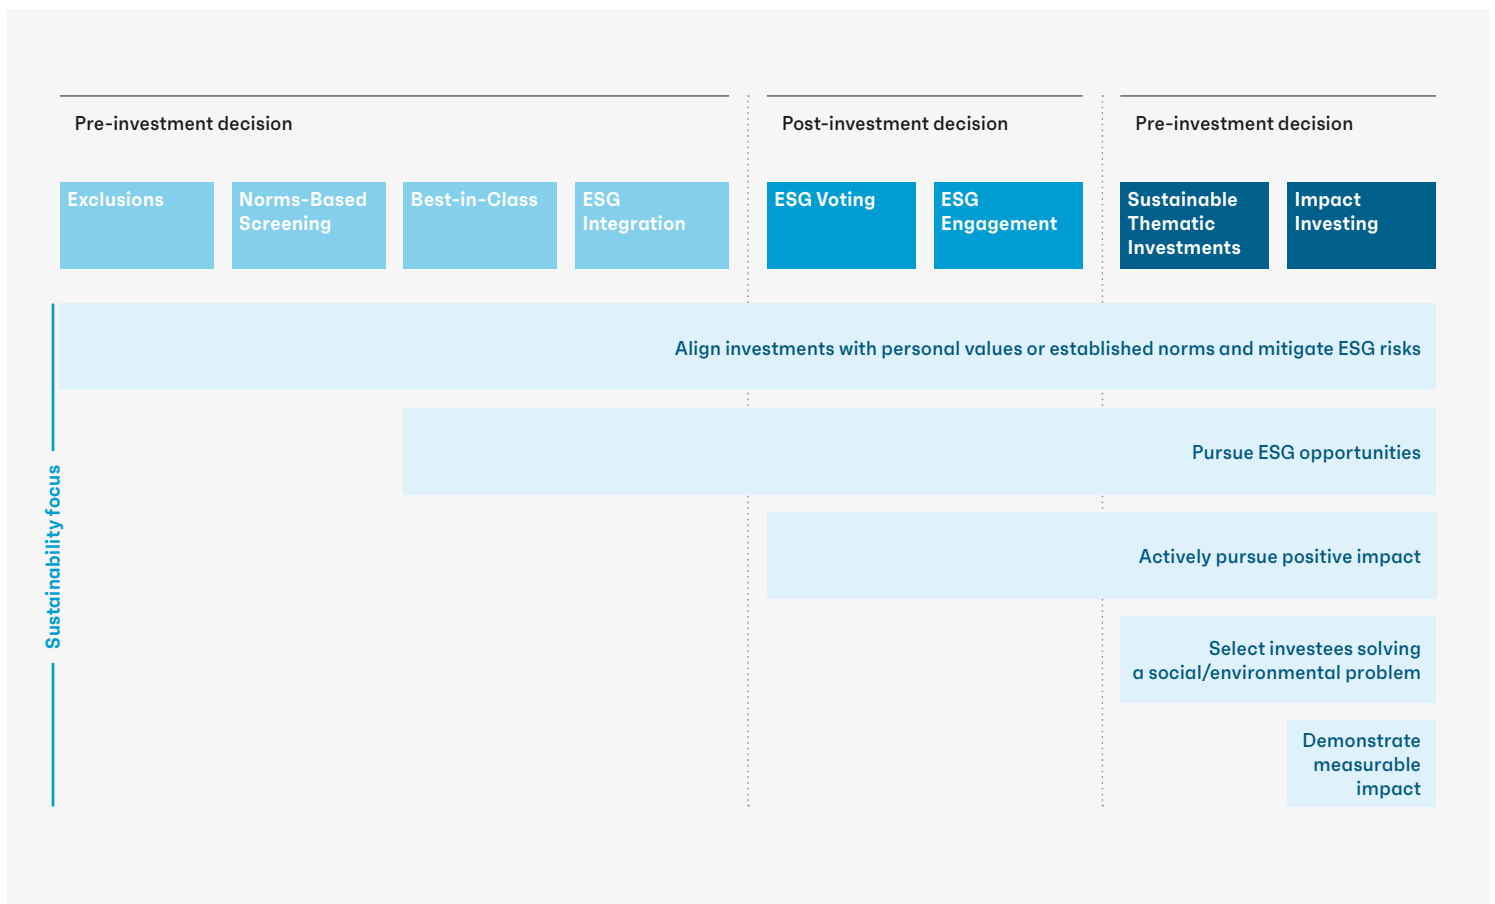 Pre-investment decision
Post-investment decision
Pre-investment decision
Exclusions
Norms-Based
Screening
Best-in-Class
ESG
Integration
ESG Voting
ESG
Engagement
Sustainable
Thematic
Investments
Impact
Investing
Sustainability focus
Align investments with personal values or established norms and mitigate ESG risks
Pursue ESG opportunities
Actively pursue positive impact
Select investees solving
a social/environmental problem
Demonstrate
measurable
impact